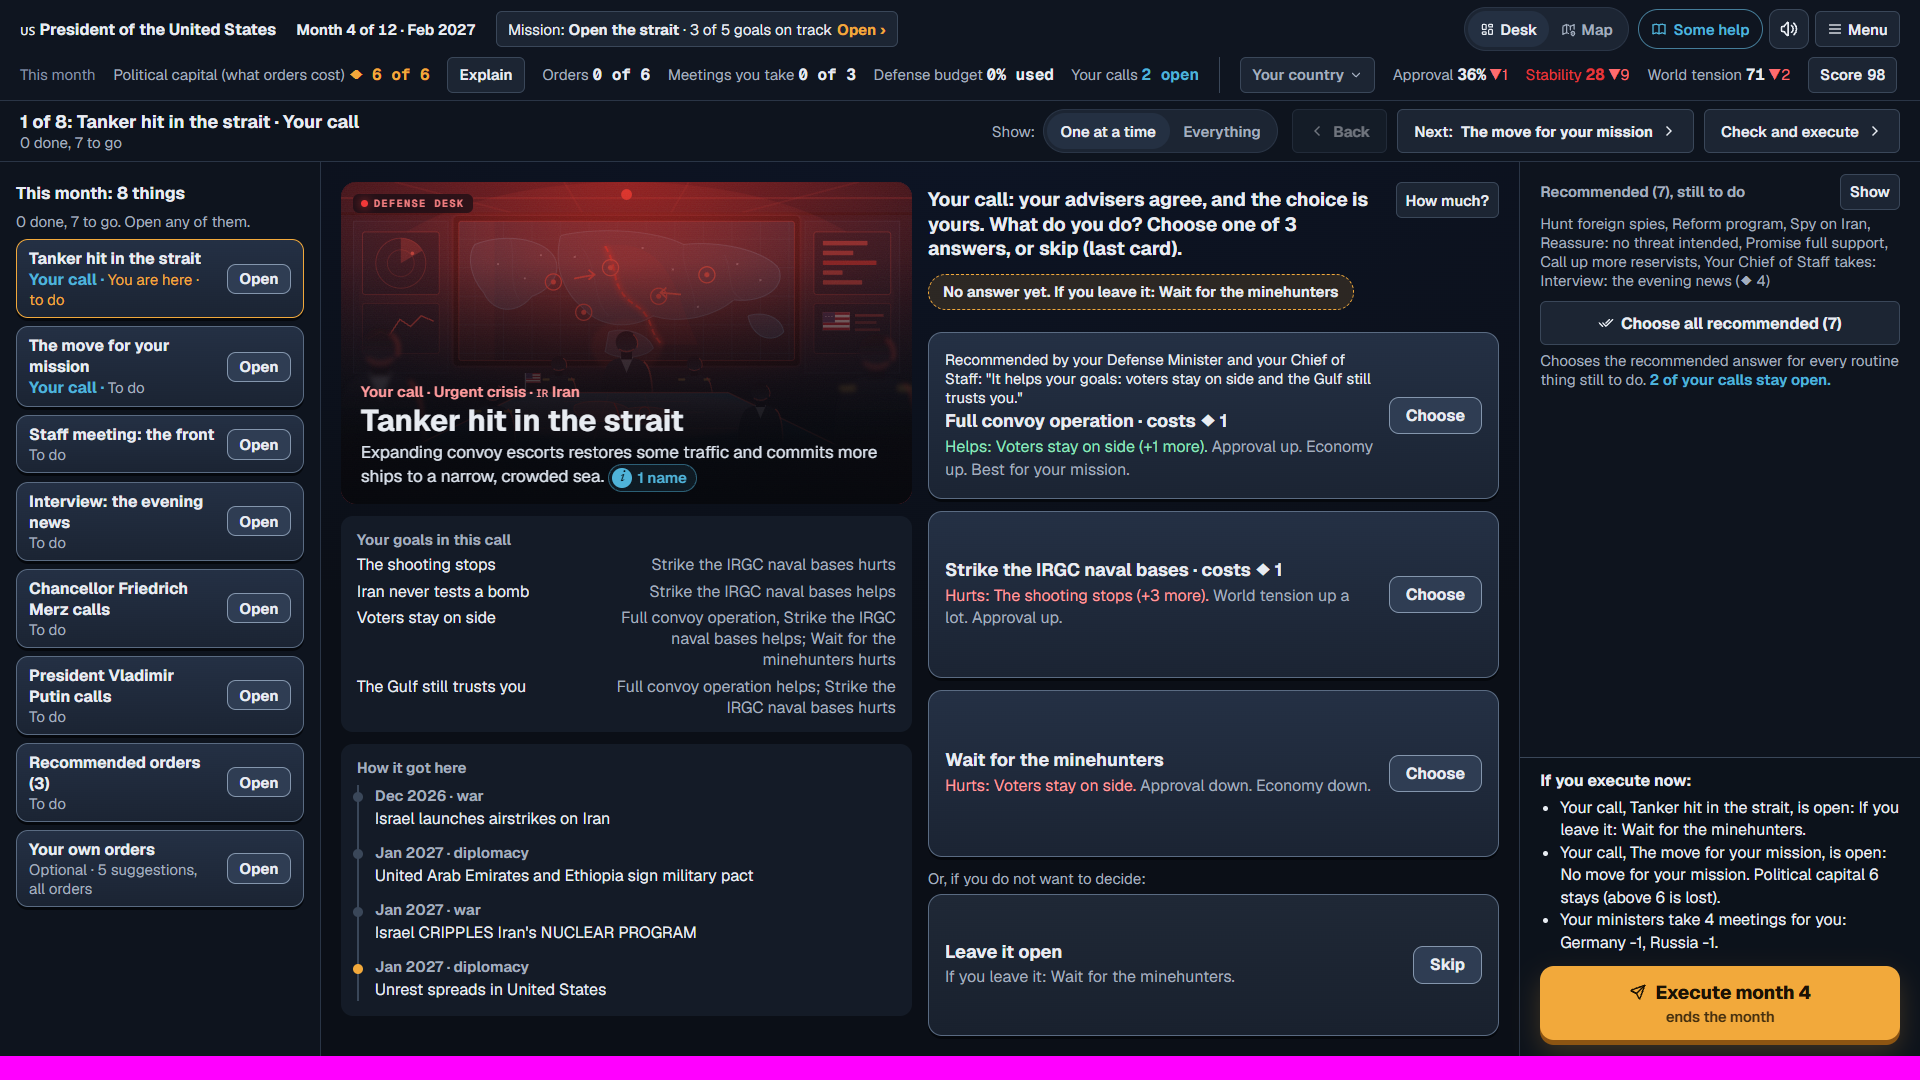 US President of the United States
Month 4 of 12 · Feb 2027
Mission: Open the strait · 3 of 5 goals on track Open ›
Desk
Map
Some help
Menu
This month
Political capital (what orders cost) ◆ 6 of 6
Explain
Orders 0 of 6
Meetings you take 0 of 3
Defense budget 0% used
Your calls 2 open
Your country
Approval 36% ▼1
Stability 28 ▼9
World tension 71 ▼2
Score 98
1 of 8: Tanker hit in the strait · Your call
0 done, 7 to go
Show:
One at a time
Everything
Back
Next: The move for your mission
Check and execute
This month: 8 things
0 done, 7 to go. Open any of them.
Tanker hit in the strait
Your call · You are here ·
to do
Open
The move for your
mission
Your call · To do
Open
Staff meeting: the front
To do
Open
Interview: the evening
news
To do
Open
Chancellor Friedrich
Merz calls
To do
Open
President Vladimir
Putin calls
To do
Open
Recommended orders
(3)
To do
Open
Your own orders
Optional · 5 suggestions,
all orders
Open
DEFENSE DESK
Your call · Urgent crisis · IR Iran
Tanker hit in the strait
Expanding convoy escorts restores some traffic and commits more
ships to a narrow, crowded sea. i 1 name
Your goals in this call
The shooting stops
Strike the IRGC naval bases hurts
Iran never tests a bomb
Strike the IRGC naval bases helps
Voters stay on side
Full convoy operation, Strike the IRGC
naval bases helps; Wait for the
minehunters hurts
The Gulf still trusts you
Full convoy operation helps; Strike the
IRGC naval bases hurts
How it got here
Dec 2026 · war
Israel launches airstrikes on Iran
Jan 2027 · diplomacy
United Arab Emirates and Ethiopia sign military pact
Jan 2027 · war
Israel CRIPPLES Iran's NUCLEAR PROGRAM
Jan 2027 · diplomacy
Unrest spreads in United States
Your call: your advisers agree, and the choice is
yours. What do you do? Choose one of 3
answers, or skip (last card).
How much?
No answer yet. If you leave it: Wait for the minehunters
Recommended by your Defense Minister and your Chief of
Staff: "It helps your goals: voters stay on side and the Gulf still
trusts you."
Full convoy operation · costs ◆ 1
Helps: Voters stay on side (+1 more). Approval up. Economy
up. Best for your mission.
Choose
Strike the IRGC naval bases · costs ◆ 1
Hurts: The shooting stops (+3 more). World tension up a
lot. Approval up.
Choose
Wait for the minehunters
Hurts: Voters stay on side. Approval down. Economy down.
Choose
Or, if you do not want to decide:
Leave it open
If you leave it: Wait for the minehunters.
Skip
Recommended (7), still to do
Show
Hunt foreign spies, Reform program, Spy on Iran,
Reassure: no threat intended, Promise full support,
Call up more reservists, Your Chief of Staff takes:
Interview: the evening news (◆ 4)
Choose all recommended (7)
Chooses the recommended answer for every routine
thing still to do. 2 of your calls stay open.
If you execute now:
• Your call, Tanker hit in the strait, is open: If you
leave it: Wait for the minehunters.
• Your call, The move for your mission, is open:
No move for your mission. Political capital 6
stays (above 6 is lost).
• Your ministers take 4 meetings for you:
Germany -1, Russia -1.
Execute month 4
ends the month